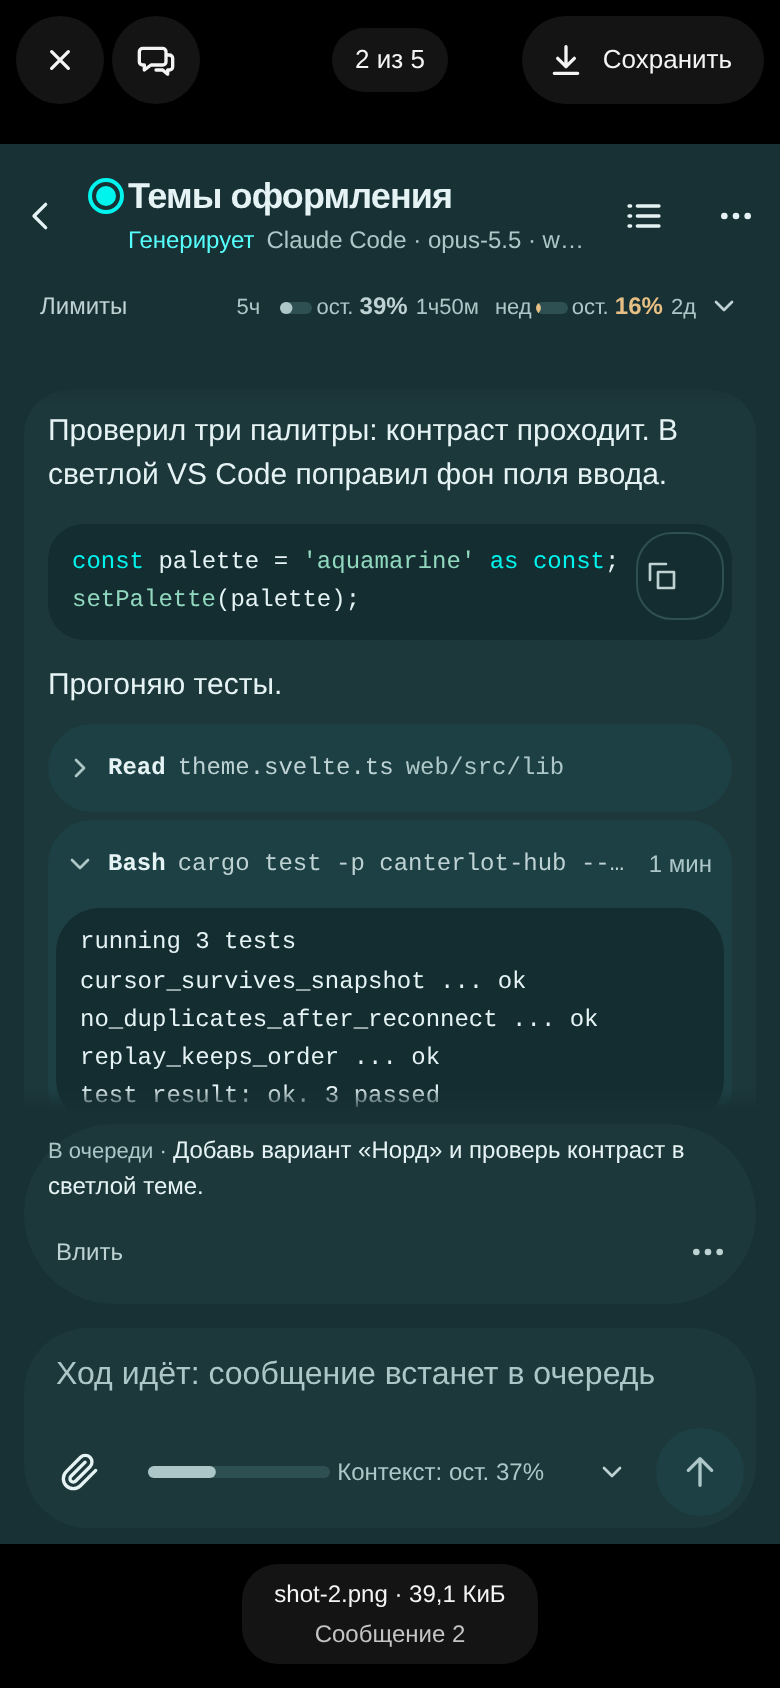 2 из 5
Сохранить
Темы оформления
Генерирует Claude Code · opus-5.5 · w…
Лимиты 5ч ост. 39% 1ч50м нед ост. 16% 2д
Проверил три палитры: контраст проходит. В
светлой VS Code поправил фон поля ввода.
const palette = 'aquamarine' as const;
setPalette(palette);
Прогоняю тесты.
Read theme.svelte.ts web/src/lib
Bash cargo test -p canterlot-hub --… 1 мин
running 3 tests
cursor_survives_snapshot ... ok
no_duplicates_after_reconnect ... ok
replay_keeps_order ... ok
test result: ok. 3 passed
В очереди · Добавь вариант «Норд» и проверь контраст в
светлой теме.
Влить
Ход идёт: сообщение встанет в очередь
Контекст: ост. 37%
shot-2.png · 39,1 КиБ
Сообщение 2